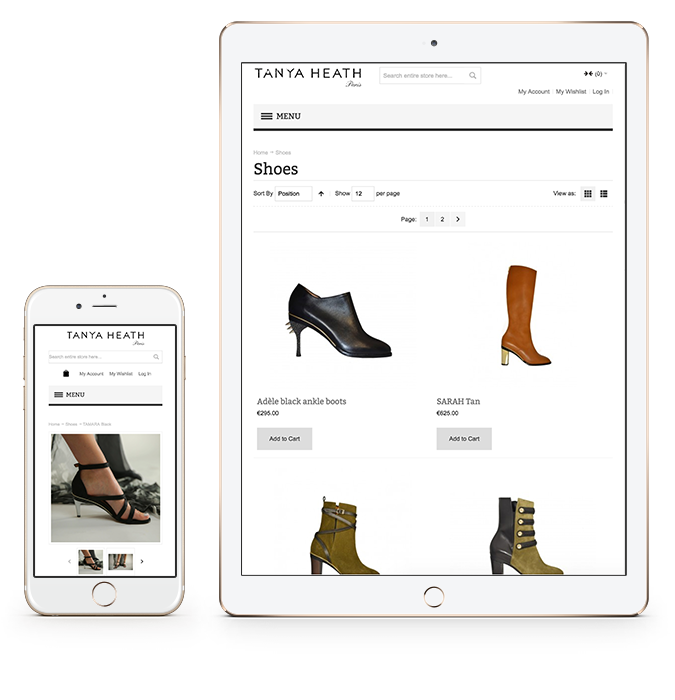 TANYA HEATH
Paris
Search entire store here...
(0)
My Account My Wishlist Log In
MENU
Home > Shoes
Shoes
Sort By Position Show 12 per page View as:
Page: 1 2
Adèle black ankle boots
€295.00
Add to Cart
SARAH Tan
€625.00
Add to Cart
TANYA HEATH
Paris
Search entire store here...
My Account My Wishlist Log In
MENU
Home > Shoes > TAMARA Black